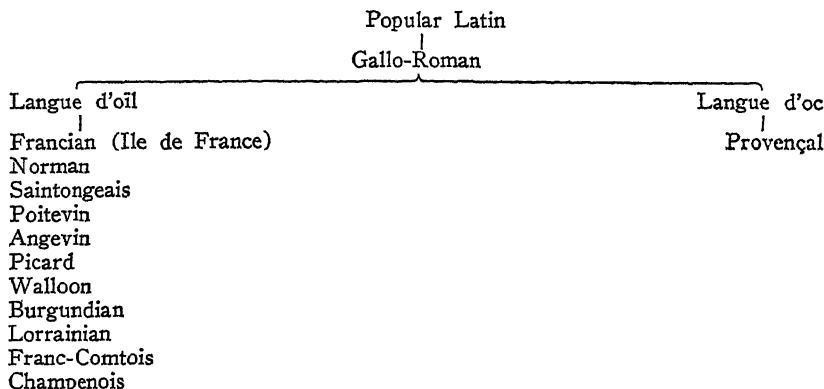 Popular Latin
Gallo-Roman
Langue d'oïl Langue d'oc
Francian (Ile de France) Provençal
Norman
Saintongeais
Poitevin
Angevin
Picard
Walloon
Burgundian
Lorrainian
Franc-Comtois
Champenois